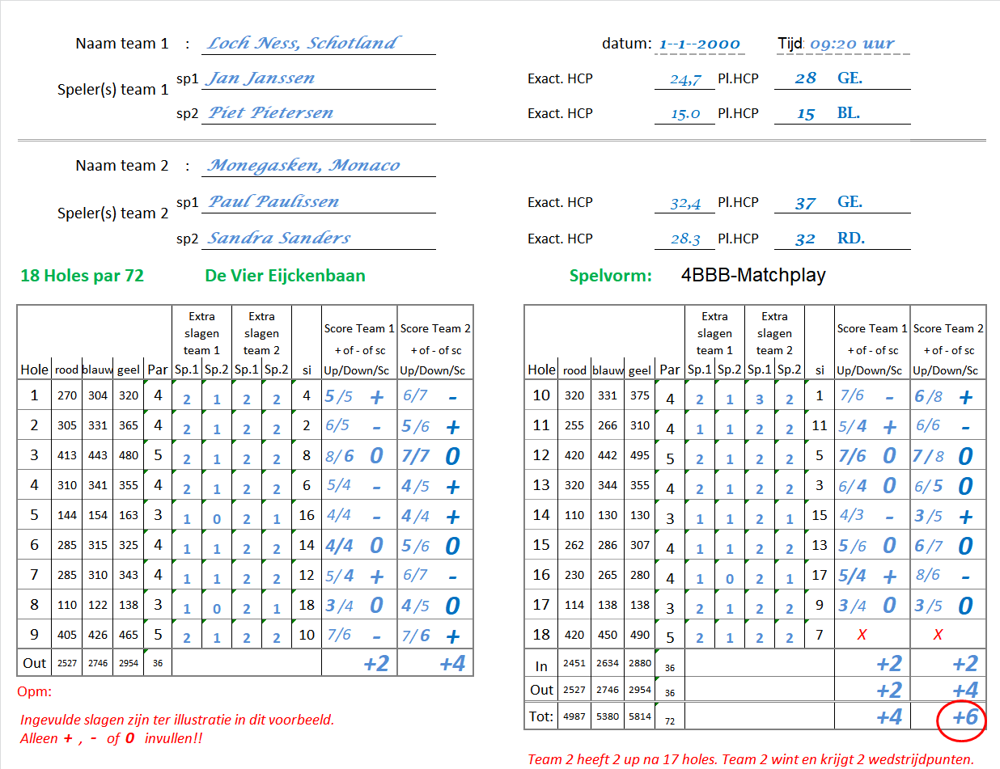 Naam team 1 : Loch Ness, Schotland datum: 1--1--2000 Tijd: 09:20 uur
Speler(s) team 1 sp1 Jan Janssen Exact. HCP 24,7 Pl.HCP 28 GE.
sp2 Piet Pietersen Exact. HCP 15.0 Pl.HCP 15 BL.
Naam team 2 : Monegasken, Monaco
Speler(s) team 2 sp1 Paul Paulissen Exact. HCP 32,4 Pl.HCP 37 GE.
sp2 Sandra Sanders Exact. HCP 28.3 Pl.HCP 32 RD.
18 Holes par 72 De Vier Eijckenbaan Spelvorm: 4BBB-Matchplay
Extra Extra
slagen slagen Score Team 1 Score Team 2
team 1 team 2 + of - of sc + of - of sc
Hole rood blauw geel Par Sp.1 Sp.2 Sp.1 Sp.2 si Up/Down/Sc Up/Down/Sc
1 270 304 320 4 2 1 2 2 4 5/5 + 6/7 -
2 305 331 365 4 2 1 2 2 2 6/5 - 5/6 +
3 413 443 480 5 2 1 2 2 8 8/6 0 7/7 0
4 310 341 355 4 2 1 2 2 6 5/4 - 4/5 +
5 144 154 163 3 1 0 2 1 16 4/4 - 4/4 +
6 285 315 325 4 1 1 2 2 14 4/4 0 5/6 0
7 285 310 343 4 1 1 2 2 12 5/4 + 6/7 -
8 110 122 138 3 1 0 2 1 18 3/4 0 4/5 0
9 405 426 465 5 2 1 2 2 10 7/6 - 7/6 +
Out 2527 2746 2954 36 +2 +4
Opm:
Ingevulde slagen zijn ter illustratie in dit voorbeeld.
Alleen + , - of 0 invullen!!
Extra Extra
slagen slagen Score Team 1 Score Team 2
team 1 team 2 + of - of sc + of - of sc
Hole rood blauw geel Par Sp.1 Sp.2 Sp.1 Sp.2 si Up/Down/Sc Up/Down/Sc
10 320 331 375 4 2 1 3 2 1 7/6 - 6/8 +
11 255 266 310 4 1 1 2 2 11 5/4 + 6/6 -
12 420 442 495 5 2 1 2 2 5 7/6 0 7/8 0
13 320 344 355 4 2 1 2 2 3 6/4 0 6/5 0
14 110 130 130 3 1 1 2 1 15 4/3 - 3/5 +
15 262 286 307 4 1 1 2 2 13 5/6 0 6/7 0
16 230 265 280 4 1 0 2 1 17 5/4 + 8/6 -
17 114 138 138 3 2 1 2 2 9 3/4 0 3/5 0
18 420 450 490 5 2 1 2 2 7 X X
In 2451 2634 2880 36 +2 +2
Out 2527 2746 2954 36 +2 +4
Tot: 4987 5380 5814 72 +4 +6
Team 2 heeft 2 up na 17 holes. Team 2 wint en krijgt 2 wedstrijdpunten.